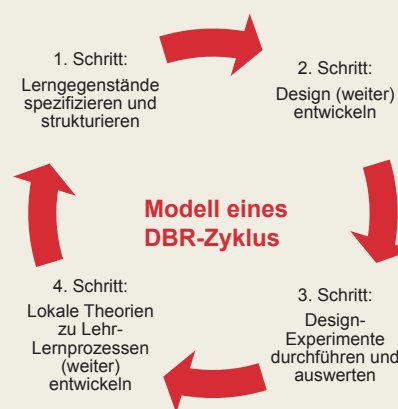 1. Schritt:
Lerngegenstände
spezifizieren und
strukturieren
2. Schritt:
Design (weiter)
entwickeln
Modell eines
DBR-Zyklus
3. Schritt:
Design-
Experimente
durchführen und
auswerten
4. Schritt:
Lokale Theorien
zu Lehr-
Lernprozessen
(weiter)
entwickeln